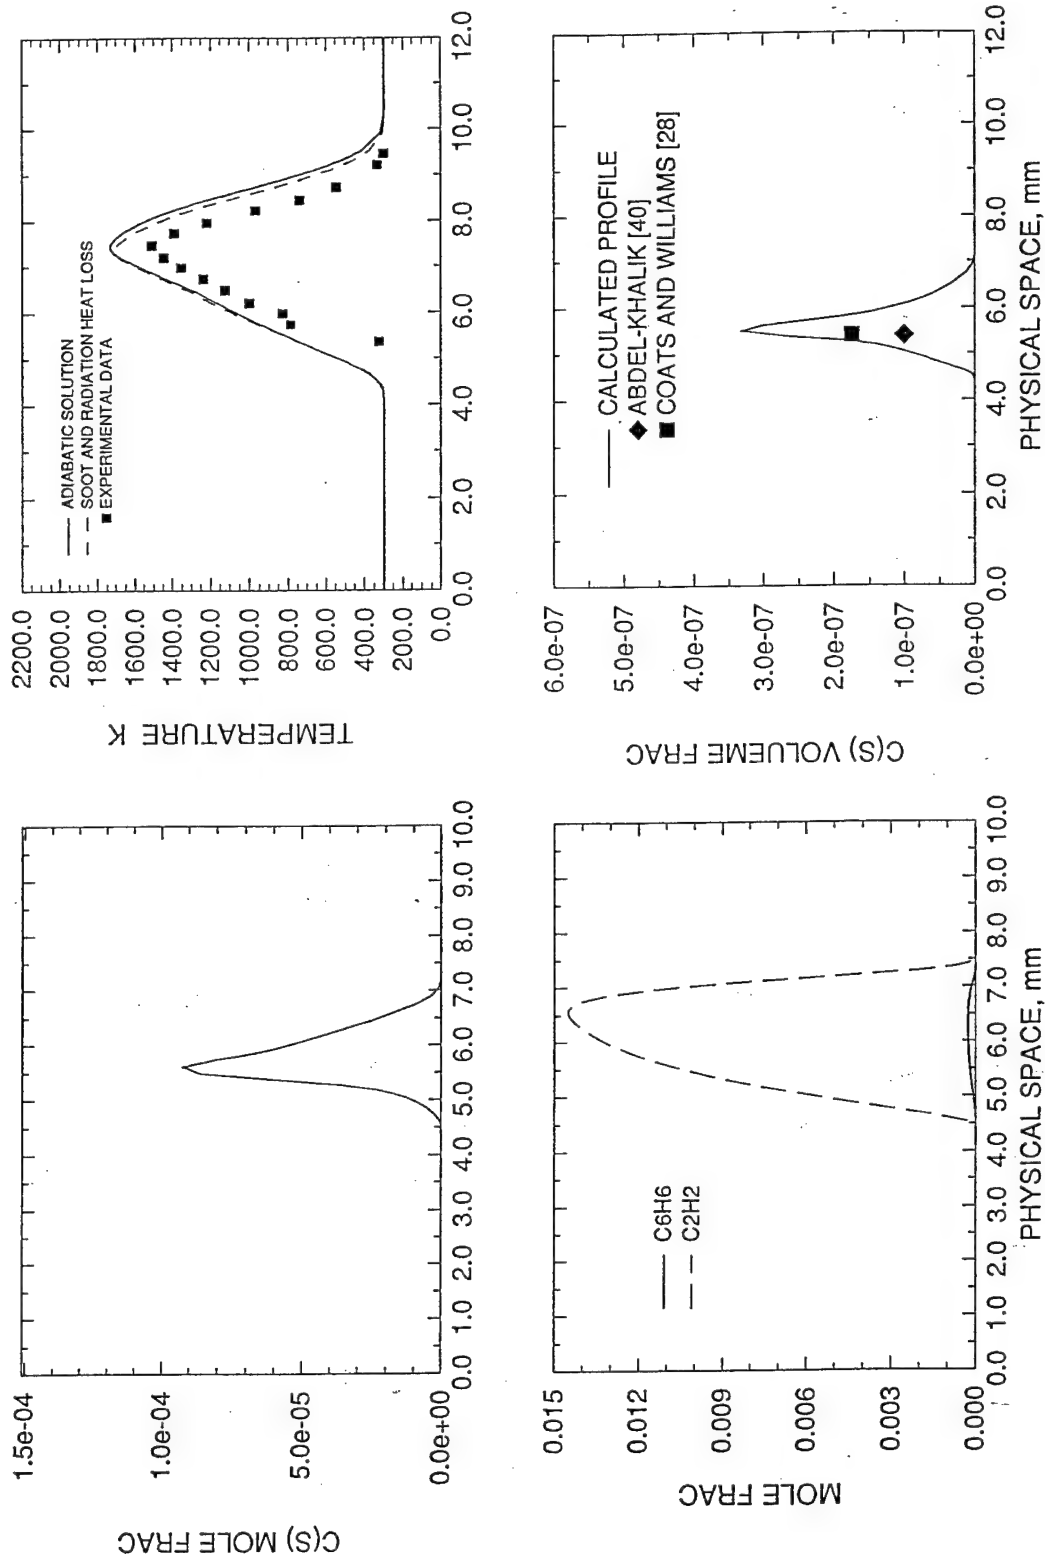 1.5e-04
1.0e-04
5.0e-05
0.0e+00
C(S) MOLE FRAC
0.0 1.0 2.0 3.0 4.0 5.0 6.0 7.0 8.0 9.0 10.0
2200.0
2000.0
1800.0
1600.0
1400.0
1200.0
1000.0
800.0
600.0
400.0
200.0
0.0
TEMPERATURE K
ADIABATIC SOLUTION
SOOT AND RADIATION HEAT LOSS
EXPERIMENTAL DATA
0.0 2.0 4.0 6.0 8.0 10.0 12.0
0.015
0.012
0.009
0.006
0.003
0.000
MOLE FRAC
C6H6
C2H2
0.0 1.0 2.0 3.0 4.0 5.0 6.0 7.0 8.0 9.0 10.0
PHYSICAL SPACE, mm
6.0e-07
5.0e-07
4.0e-07
3.0e-07
2.0e-07
1.0e-07
0.0e+00
C(S) VOLUEME FRAC
CALCULATED PROFILE
ABDEL-KHALIK [40]
COATS AND WILLIAMS [28]
0.0 2.0 4.0 6.0 8.0 10.0 12.0
PHYSICAL SPACE, mm